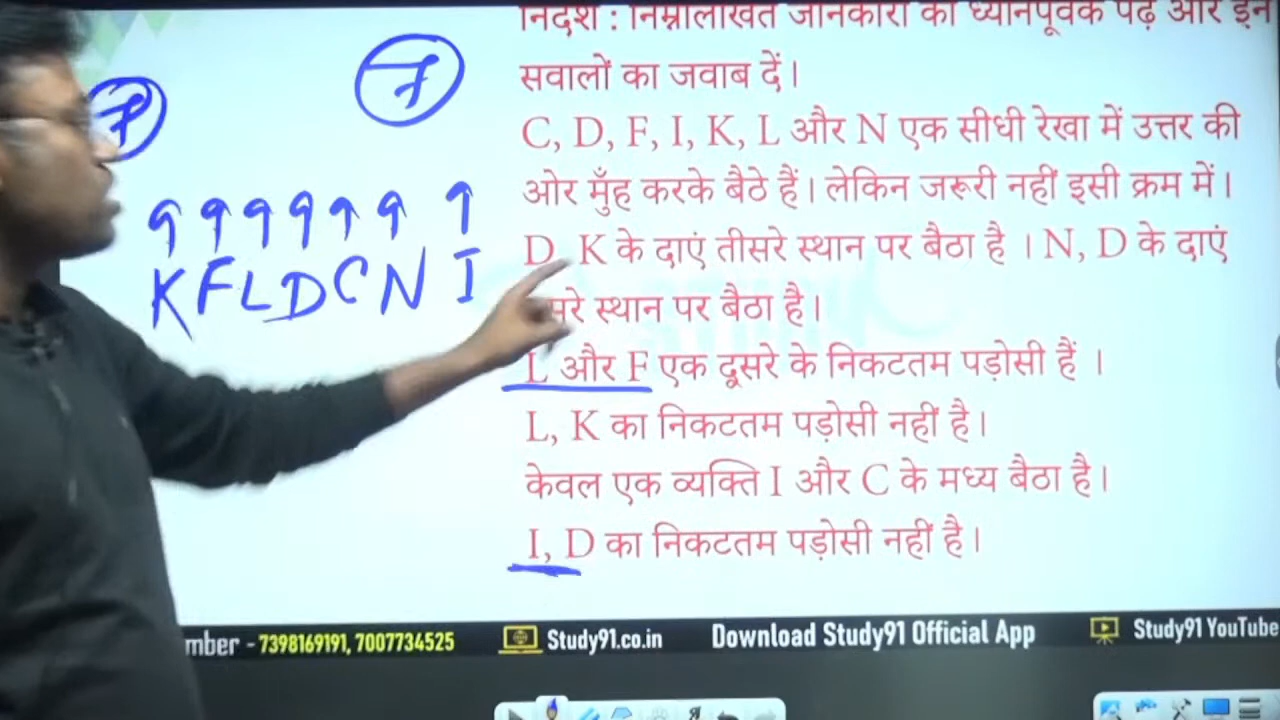 निर्देश : निम्नलिखित जानकारी को ध्यानपूर्वक पढ़ें और इन
सवालों का जवाब दें।
C, D, F, I, K, L और N एक सीधी रेखा में उत्तर की
ओर मुँह करके बैठे हैं। लेकिन जरूरी नहीं इसी क्रम में।
D, K के दाएं तीसरे स्थान पर बैठा है । N, D के दाएं
सरे स्थान पर बैठा है।
L और F एक दूसरे के निकटतम पड़ोसी हैं ।
L, K का निकटतम पड़ोसी नहीं है।
केवल एक व्यक्ति I और C के मध्य बैठा है।
I, D का निकटतम पड़ोसी नहीं है।
7
K F L D C N I
mber - 7398169191, 7007734525
Study91.co.in
Download Study91 Official App
Study91 YouTube